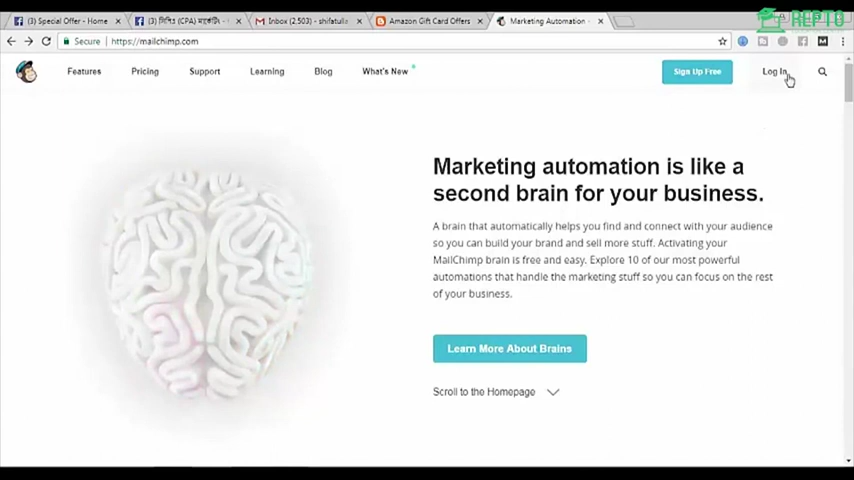 (3) Special Offer - Home
(3) সিপিএ (CPA) মার্কেটিং -
Inbox (2,503) - shifatulis
Amazon Gift Card Offers
Marketing Automation -
REPTO
Secure
https://mailchimp.com
Features
Pricing
Support
Learning
Blog
What's New
Sign Up Free
Log In
Marketing automation is like a
second brain for your business.
A brain that automatically helps you find and connect with your audience
so you can build your brand and sell more stuff. Activating your
MailChimp brain is free and easy. Explore 10 of our most powerful
automations that handle the marketing stuff so you can focus on the rest
of your business.
Learn More About Brains
Scroll to the Homepage